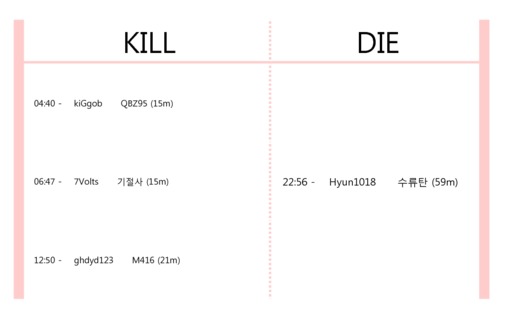 KILL
DIE
04:40 - kiGgob QBZ95 (15m)
06:47 - 7Volts 기절사 (15m)
12:50 - ghdyd123 M416 (21m)
22:56 - Hyun1018 수류탄 (59m)